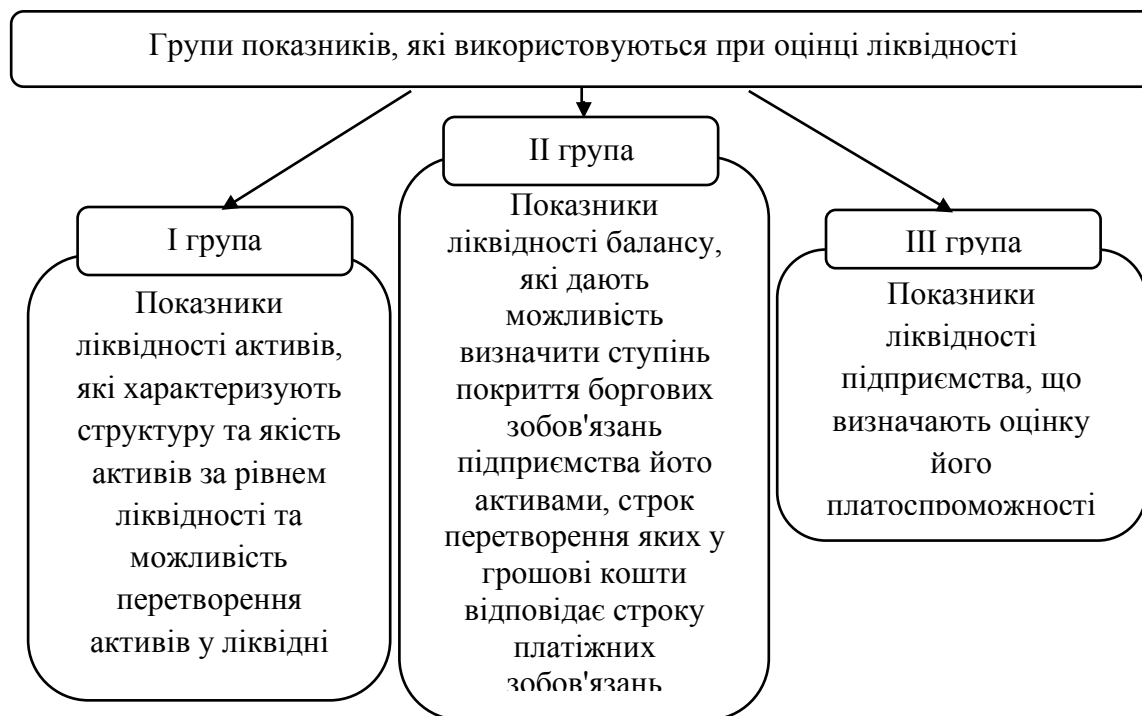 Групи показників, які використовуються при оцінці ліквідності
І група
Показники
ліквідності активів,
які характеризують
структуру та якість
активів за рівнем
ліквідності та
можливість
перетворення
активів у ліквідні
ІІ група
Показники
ліквідності балансу,
які дають
можливість
визначити ступінь
покриття боргових
зобов'язань
підприємства йото
активами, строк
перетворення яких у
грошові кошти
відповідає строку
платіжних
зобов'язань
ІІІ група
Показники
ліквідності
підприємства, що
визначають оцінку
його
платоспроможності